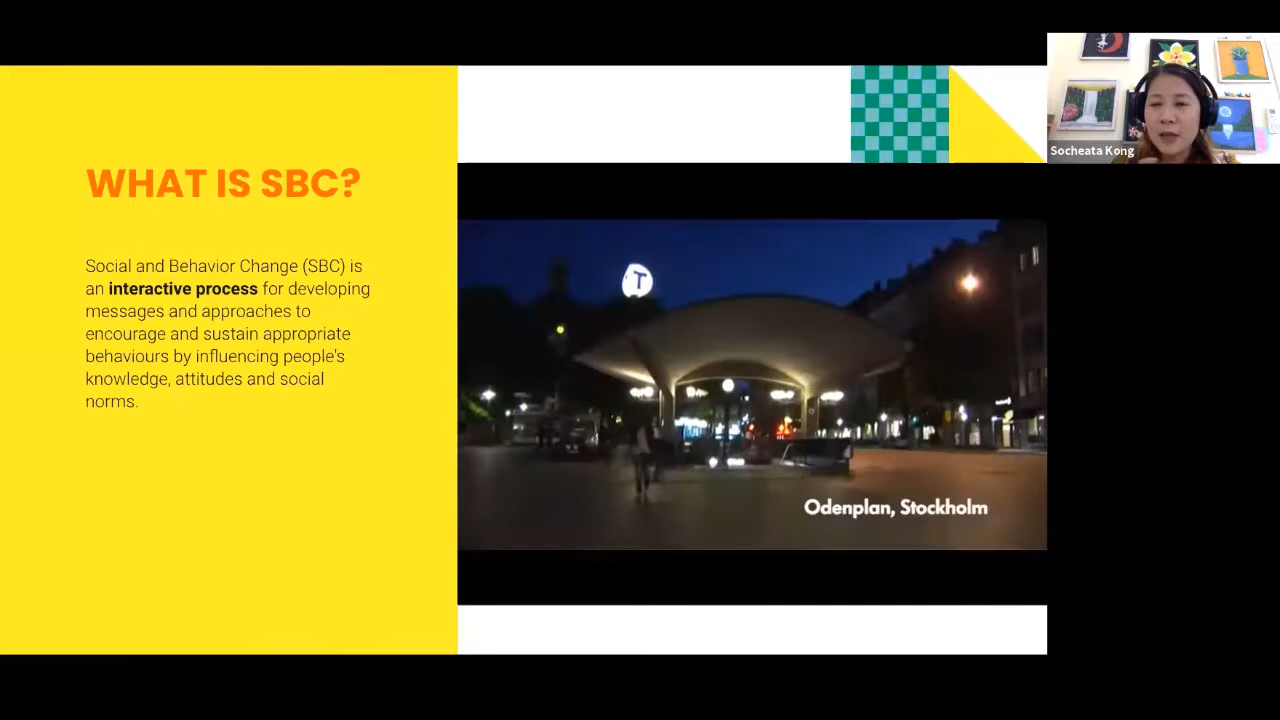 WHAT IS SBC?
Social and Behavior Change (SBC) is
an interactive process for developing
messages and approaches to
encourage and sustain appropriate
behaviours by influencing people's
knowledge, attitudes and social
norms.
T
Odenplan, Stockholm
Socheata Kong